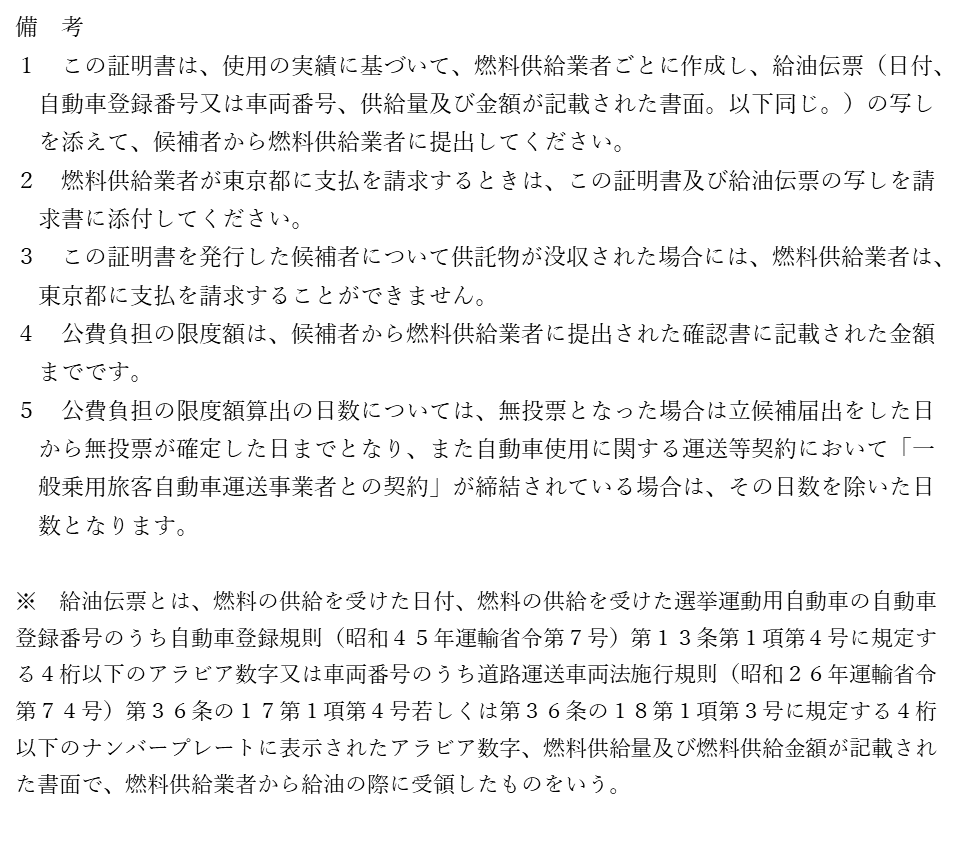 備　考
１　この証明書は、使用の実績に基づいて、燃料供給業者ごとに作成し、給油伝票（日付、
自動車登録番号又は車両番号、供給量及び金額が記載された書面。以下同じ。）の写し
を添えて、候補者から燃料供給業者に提出してください。
２　燃料供給業者が東京都に支払を請求するときは、この証明書及び給油伝票の写しを請
求書に添付してください。
３　この証明書を発行した候補者について供託物が没収された場合には、燃料供給業者は、
東京都に支払を請求することができません。
４　公費負担の限度額は、候補者から燃料供給業者に提出された確認書に記載された金額
までです。
５　公費負担の限度額算出の日数については、無投票となった場合は立候補届出をした日
から無投票が確定した日までとなり、また自動車使用に関する運送等契約において「一
般乗用旅客自動車運送事業者との契約」が締結されている場合は、その日数を除いた日
数となります。
※　給油伝票とは、燃料の供給を受けた日付、燃料の供給を受けた選挙運動用自動車の自動車
登録番号のうち自動車登録規則（昭和４５年運輸省令第７号）第１３条第１項第４号に規定す
る４桁以下のアラビア数字又は車両番号のうち道路運送車両法施行規則（昭和２６年運輸省令
第７４号）第３６条の１７第１項第４号若しくは第３６条の１８第１項第３号に規定する４桁
以下のナンバープレートに表示されたアラビア数字、燃料供給量及び燃料供給金額が記載され
た書面で、燃料供給業者から給油の際に受領したものをいう。